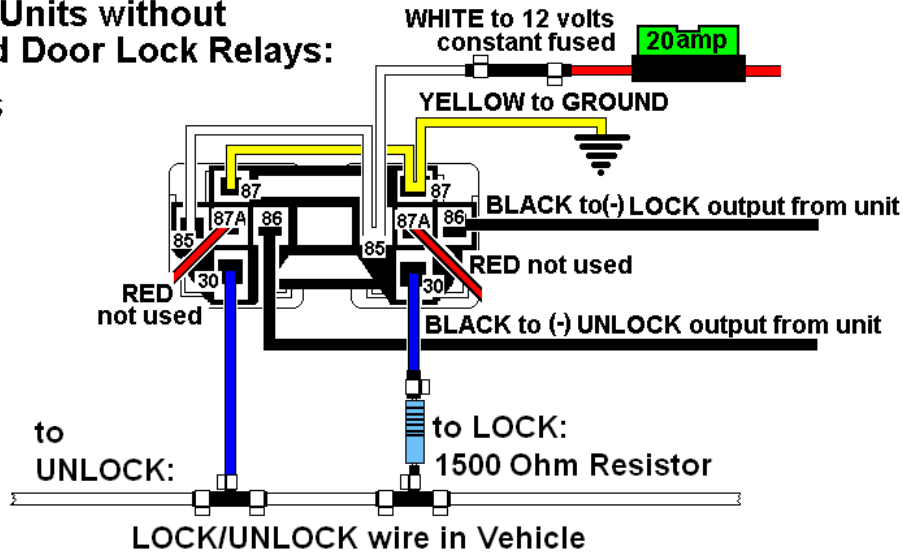 Units without
Door Lock Relays:
WHITE to 12 volts
constant fused
20amp
YELLOW to GROUND
87
87
87A
86
87A
86
BLACK to(-) LOCK output from unit
85
85
30
30
RED not used
RED
not used
BLACK to (-) UNLOCK output from unit
to
UNLOCK:
to LOCK:
1500 Ohm Resistor
LOCK/UNLOCK wire in Vehicle